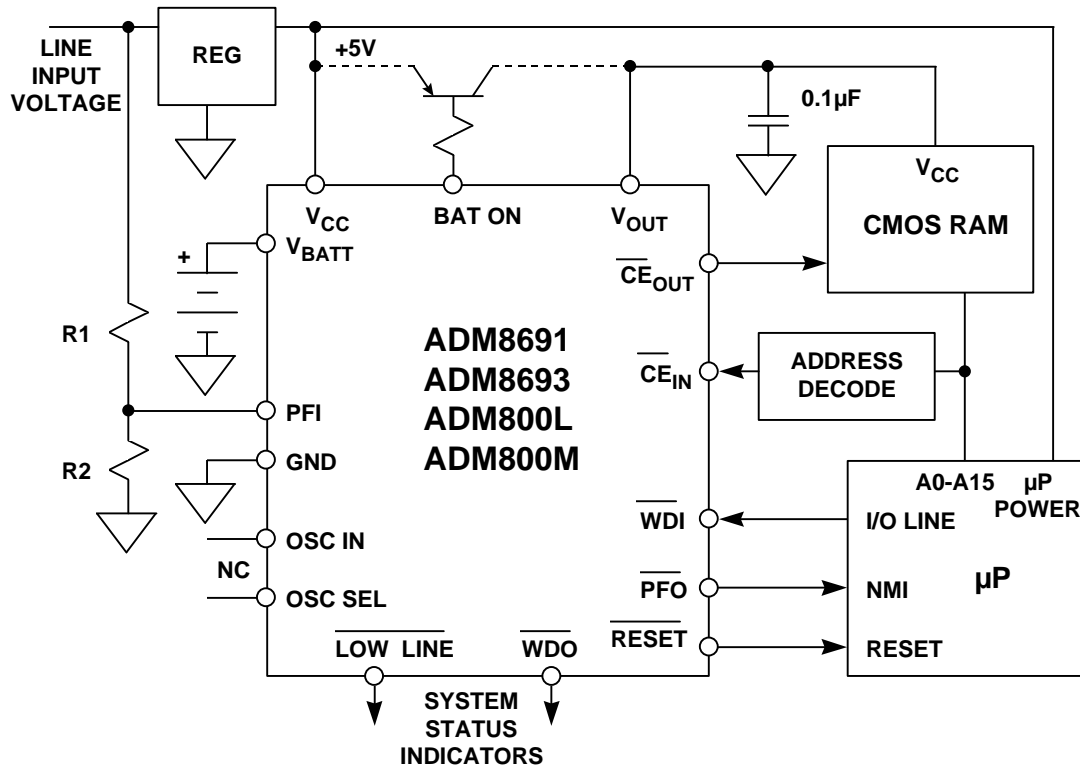 LINE
INPUT
VOLTAGE
REG
+5V
0.1µF
VCC
BAT ON
VOUT
VCC
CMOS RAM
VBATT
+
CEOUT
R1
ADM8691
ADM8693
ADM800L
ADM800M
CEIN
ADDRESS
DECODE
PFI
R2
GND
A0-A15
µP
POWER
WDI
I/O LINE
OSC IN
NC
µP
PFO
NMI
OSC SEL
RESET
RESET
LOW LINE
WDO
SYSTEM
STATUS
INDICATORS